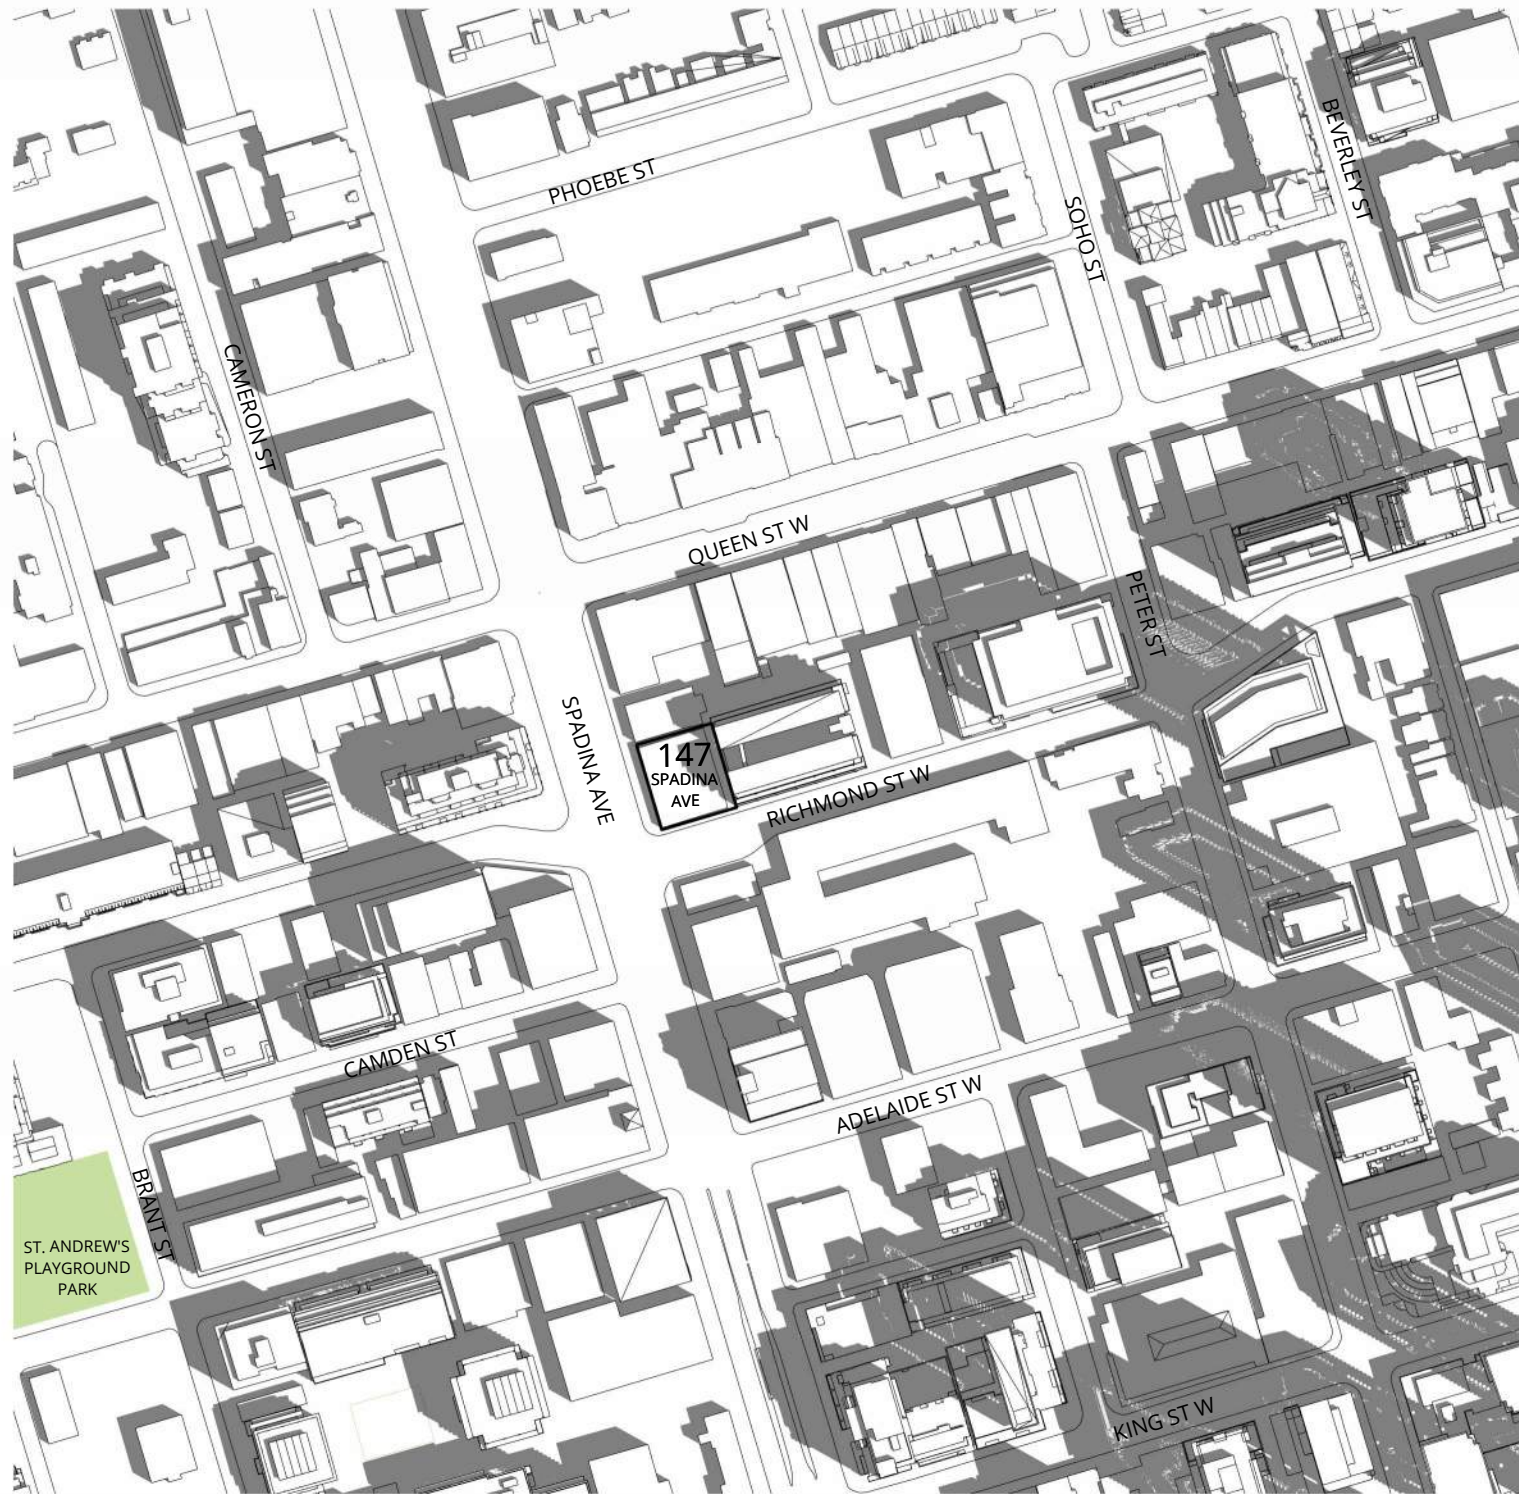 PHOEBE ST
BEVERLEY ST
SOHO ST
CAMERON ST
QUEEN ST W
PETER ST
SPADINA AVE
147
SPADINA
AVE
RICHMOND ST W
CAMDEN ST
ADELAIDE ST W
BRANT ST
ST. ANDREW'S
PLAYGROUND
PARK
KING ST W